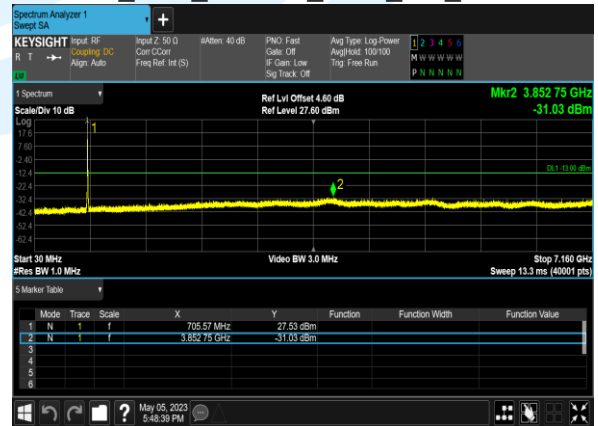 Spectrum Analyzer 1
Swept SA
+
KEYSIGHT Input: RF Input Z: 50 Ω #Atten: 40 dB PNO: Fast Avg Type: Log-Power 1 2 3 4 5 6
R T Coupling: DC Corr CCorr Gate: Off Avg|Hold: 100/100 M W W W W W
Align: Auto Freq Ref: Int (S) IF Gain: Low Trig: Free Run P N N N N N
Sig Track: Off
1 Spectrum
Ref Lvl Offset 4.60 dB Mkr2 3.852 75 GHz
Scale/Div 10 dB Ref Level 27.60 dBm -31.03 dBm
Log
1
17.6
7.60
-2.40
DL1 -13.00 dBm
-12.4
-22.4
2
-32.4
-42.4
-52.4
-62.4
Start 30 MHz Video BW 3.0 MHz Stop 7.160 GHz
#Res BW 1.0 MHz Sweep 13.3 ms (40001 pts)
5 Marker Table
Mode Trace Scale X Y Function Function Width Function Value
1 N 1 f 705.57 MHz 27.53 dBm
2 N 1 f 3.852 75 GHz -31.03 dBm
3
4
5
6
? May 05, 2023
5:48:39 PM